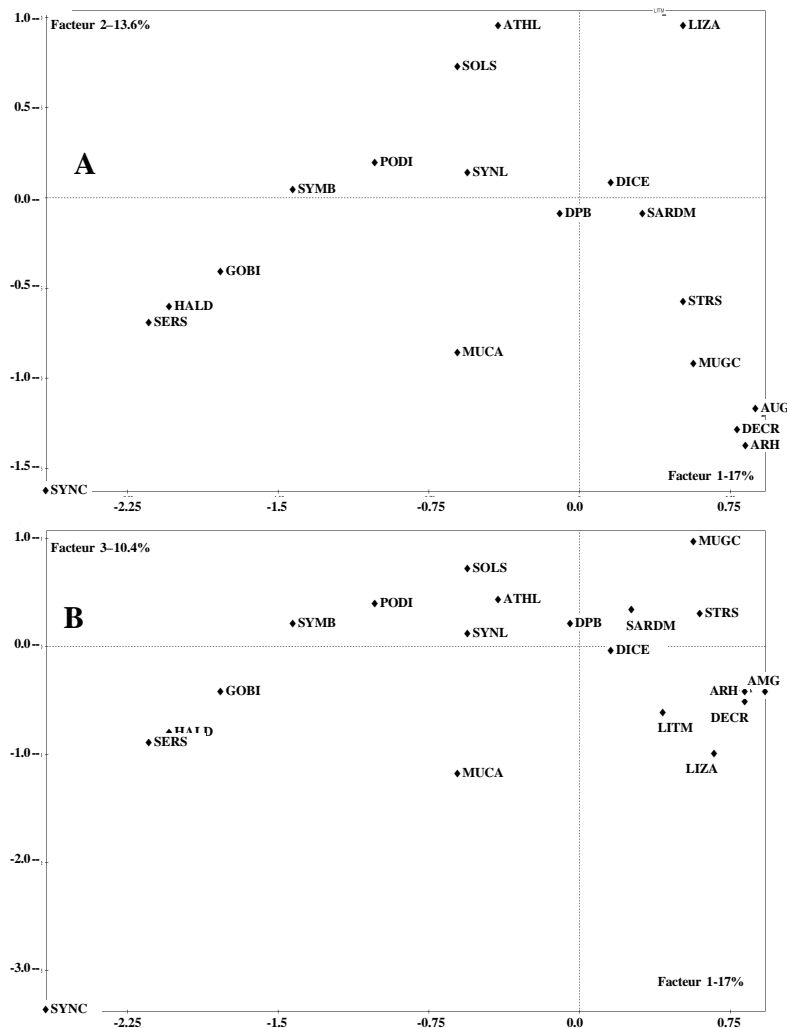 1.0
Facteur 2–13.6%
ATHL
LITM
LIZA
SOLS
0.5
A
PODI
SYNL
SYMB
DICE
0.0
DPB
SARDM
GOBI
-0.5
HALD
SERS
STRS
MUCA
MUGC
-1.0
AUG
DECR
ARH
-1.5
Facteur 1-17%
SYNC
-2.25 -1.5 -0.75 0.0 0.75
1.0
Facteur 3–10.4%
MUGC
SOLS
PODI
ATHL
B
SYMB
SYNL
DPB
SARDM
STRS
0.0
DICE
GOBI
AMG
ARH
DECR
HALD
SERS
LITM
-1.0
MUCA
LIZA
-2.0
-3.0
Facteur 1-17%
SYNC
-2.25 -1.5 -0.75 0.0 0.75